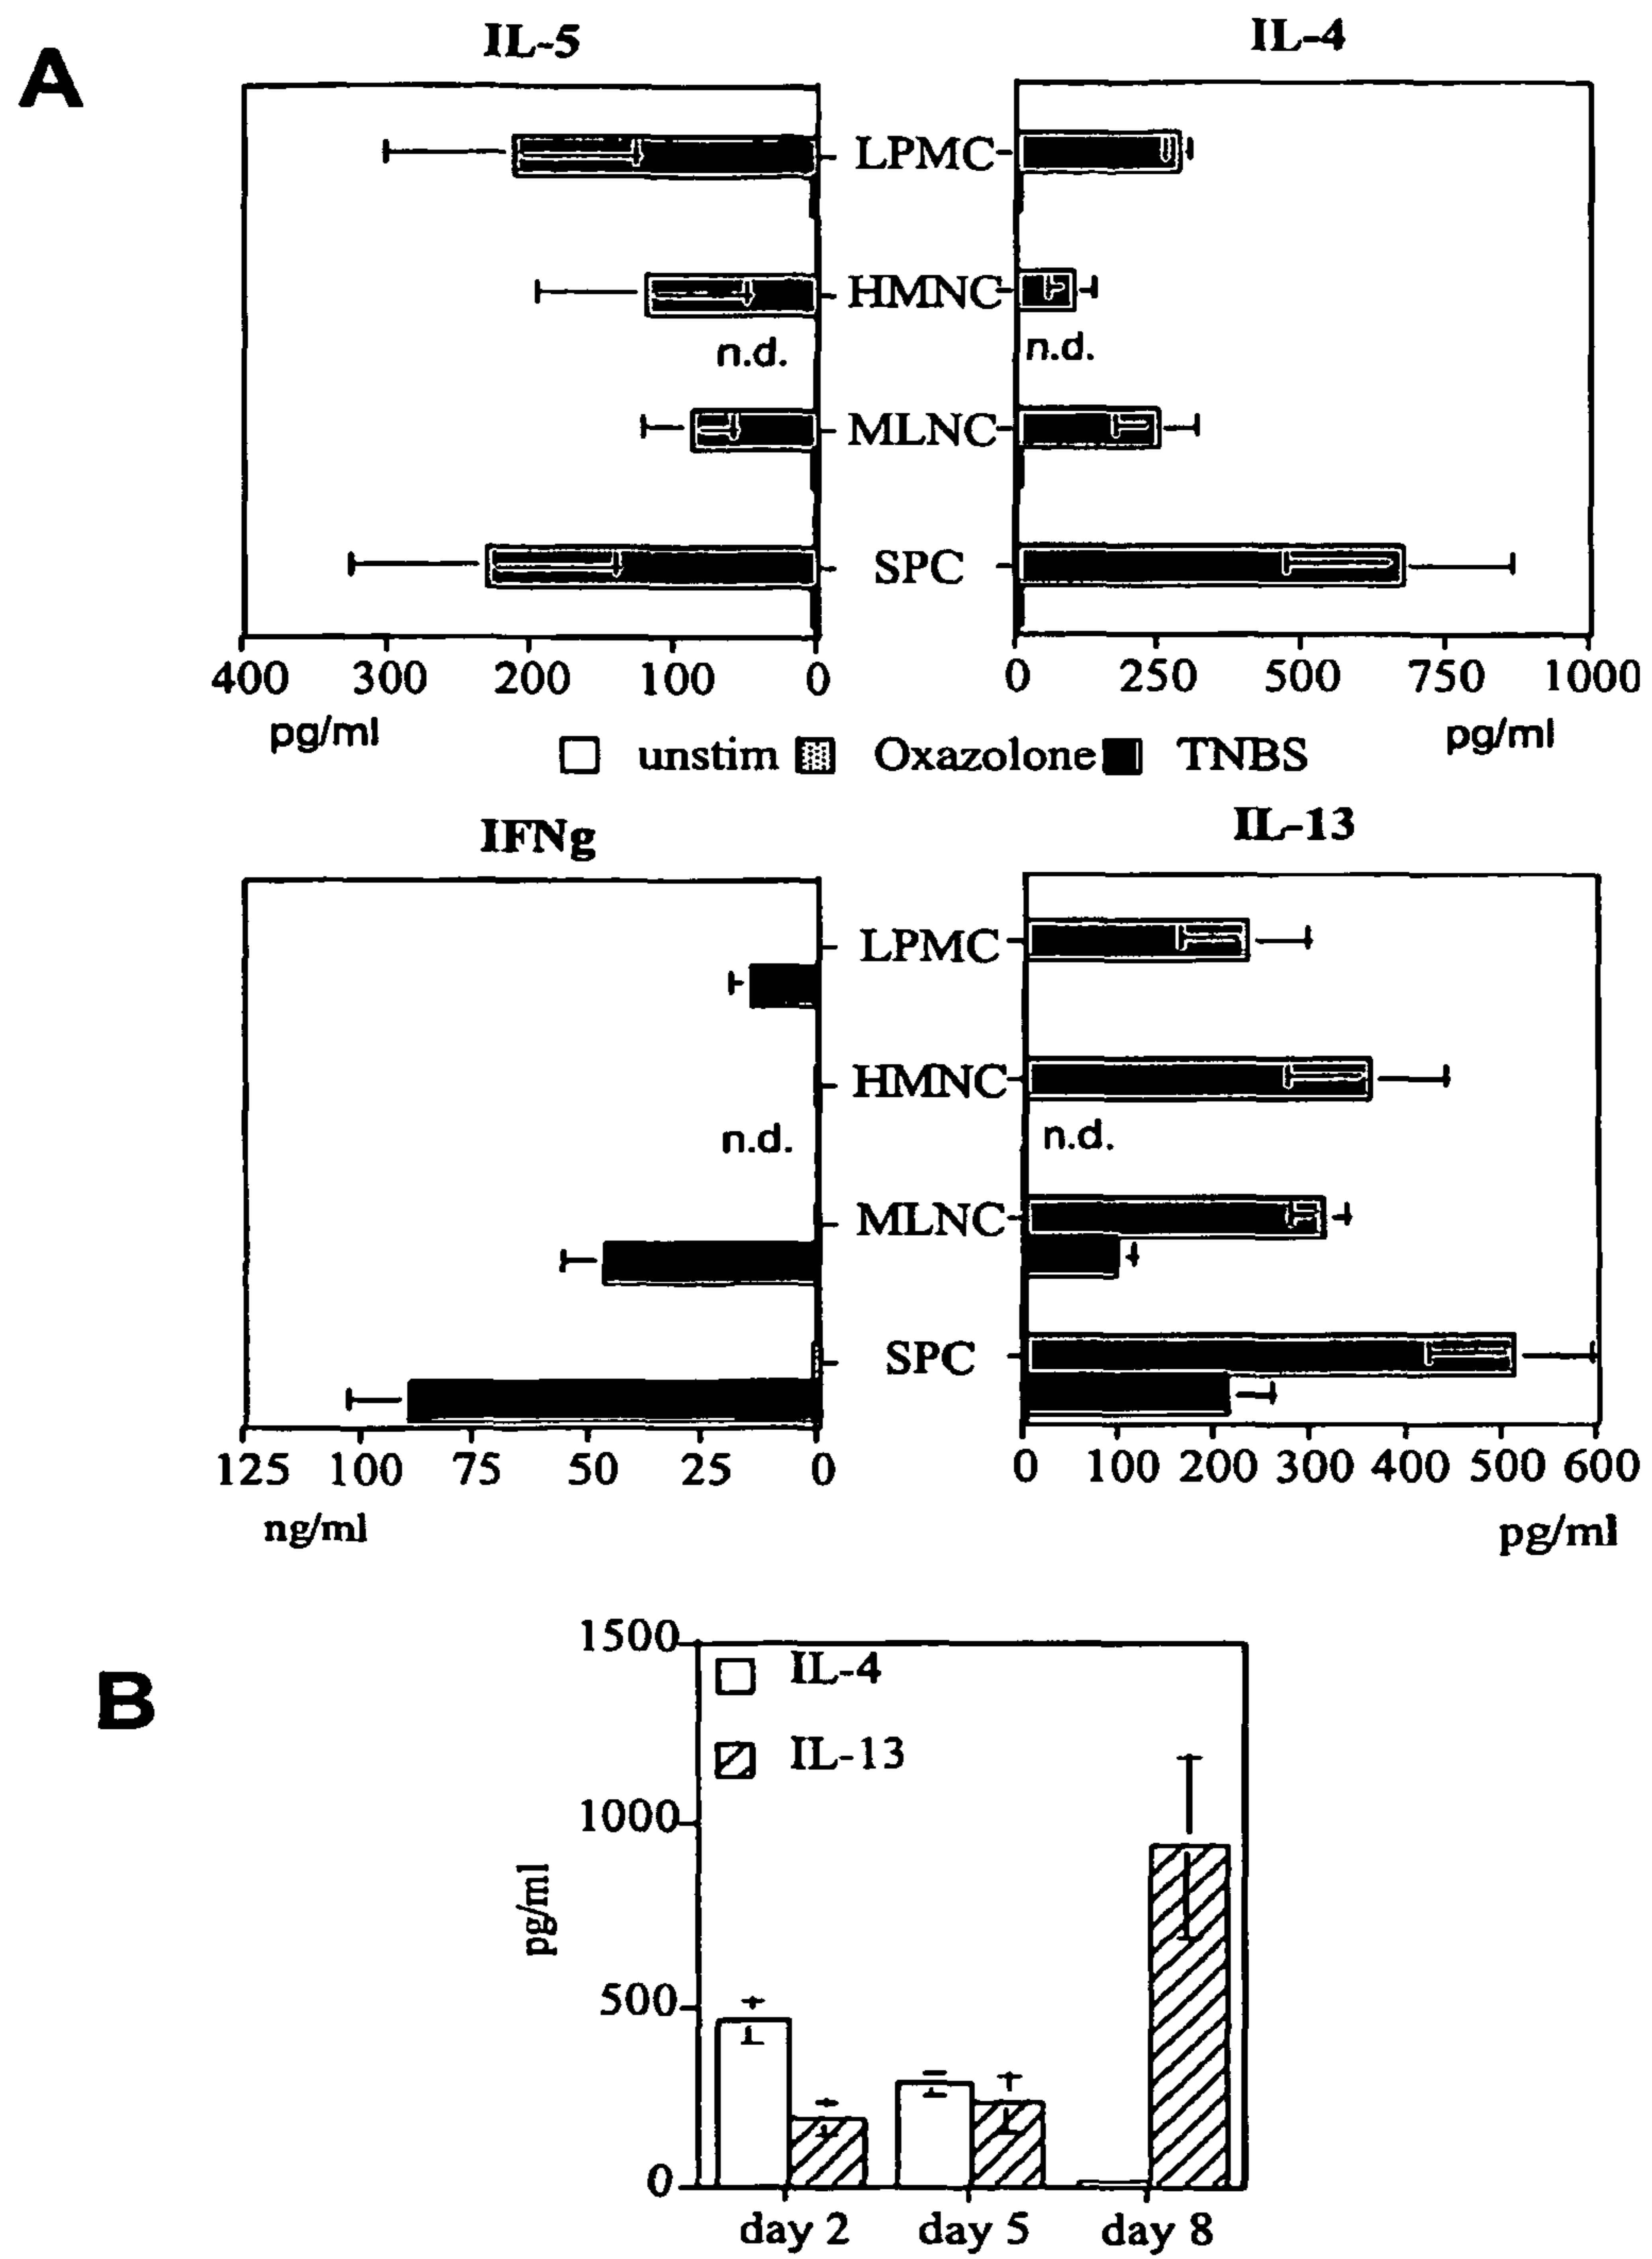 A
IL-5 IL-4
LPMC
HMNC
n.d. n.d.
MLNC
SPC
400 300 200 100 0 0 250 500 750 1000
pg/ml pg/ml
unstim Oxazolone TNBS
IFNg IL-13
LPMC
HMNC
n.d. n.d.
MLNC
SPC
125 100 75 50 25 0 0 100 200 300 400 500 600
ng/ml pg/ml
B
1500
IL-4
IL-13
1000
pg/ml
500
0
day 2 day 5 day 8